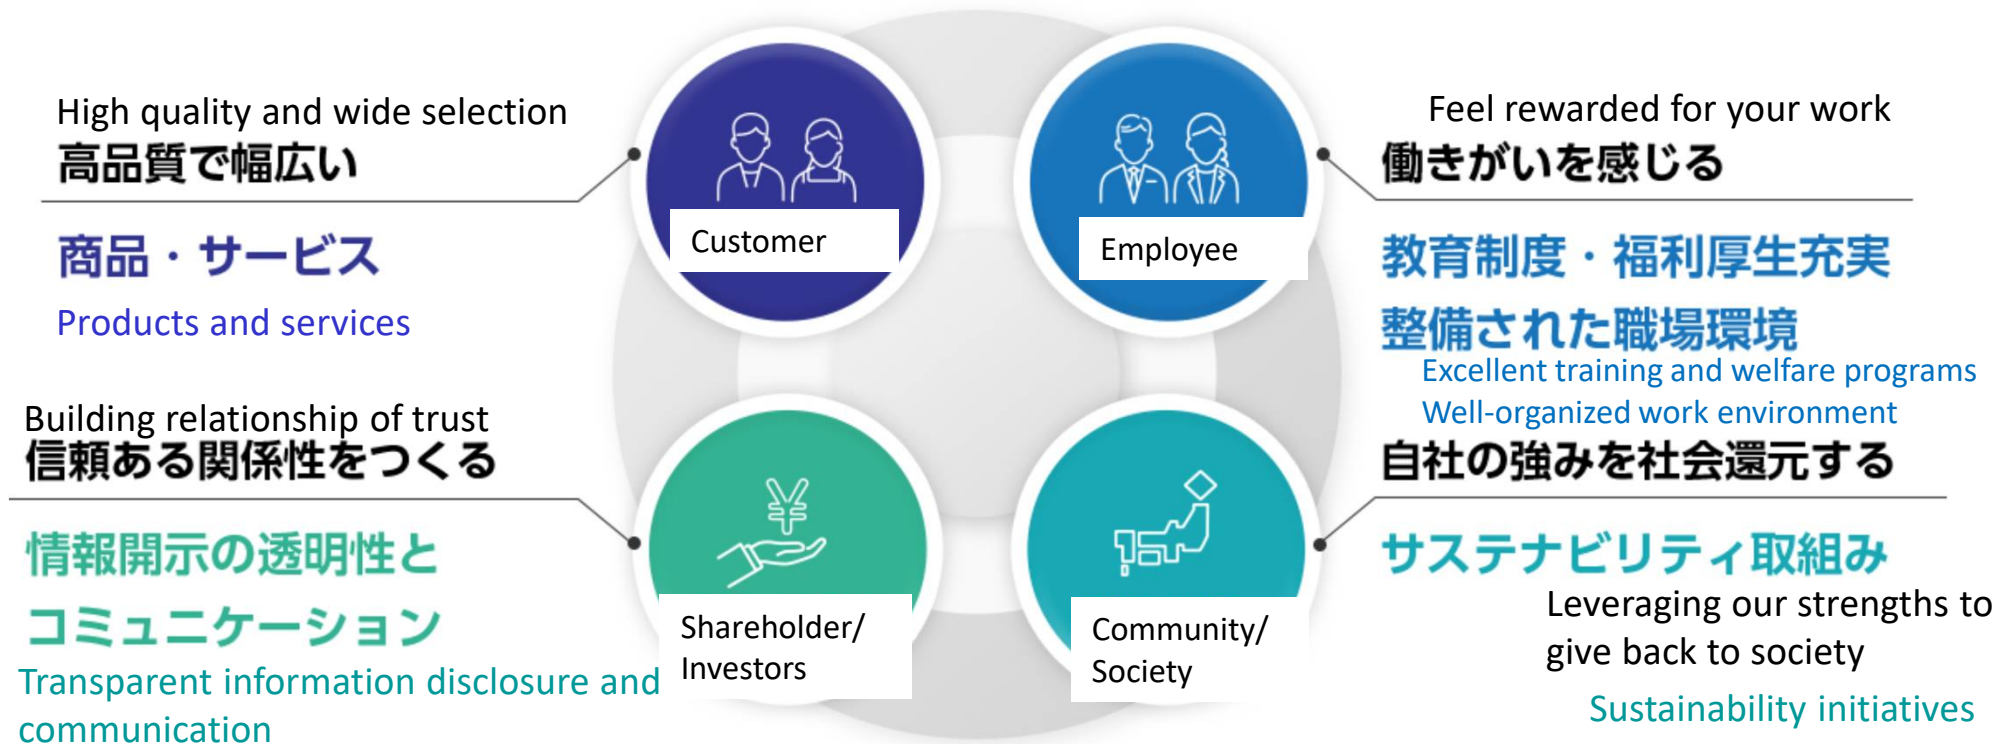 High quality and wide selection
高品質で幅広い
商品・サービス
Products and services
Customer
Feel rewarded for your work
働きがいを感じる
教育制度・福利厚生充実
整備された職場環境
Excellent training and welfare programs
Well-organized work environment
Employee
Building relationship of trust
信頼ある関係性をつくる
情報開示の透明性と
コミュニケーション
Transparent information disclosure and
communication
¥
Shareholder/
Investors
自社の強みを社会還元する
サステナビリティ取組み
Leveraging our strengths to
give back to society
Sustainability initiatives
Community/
Society